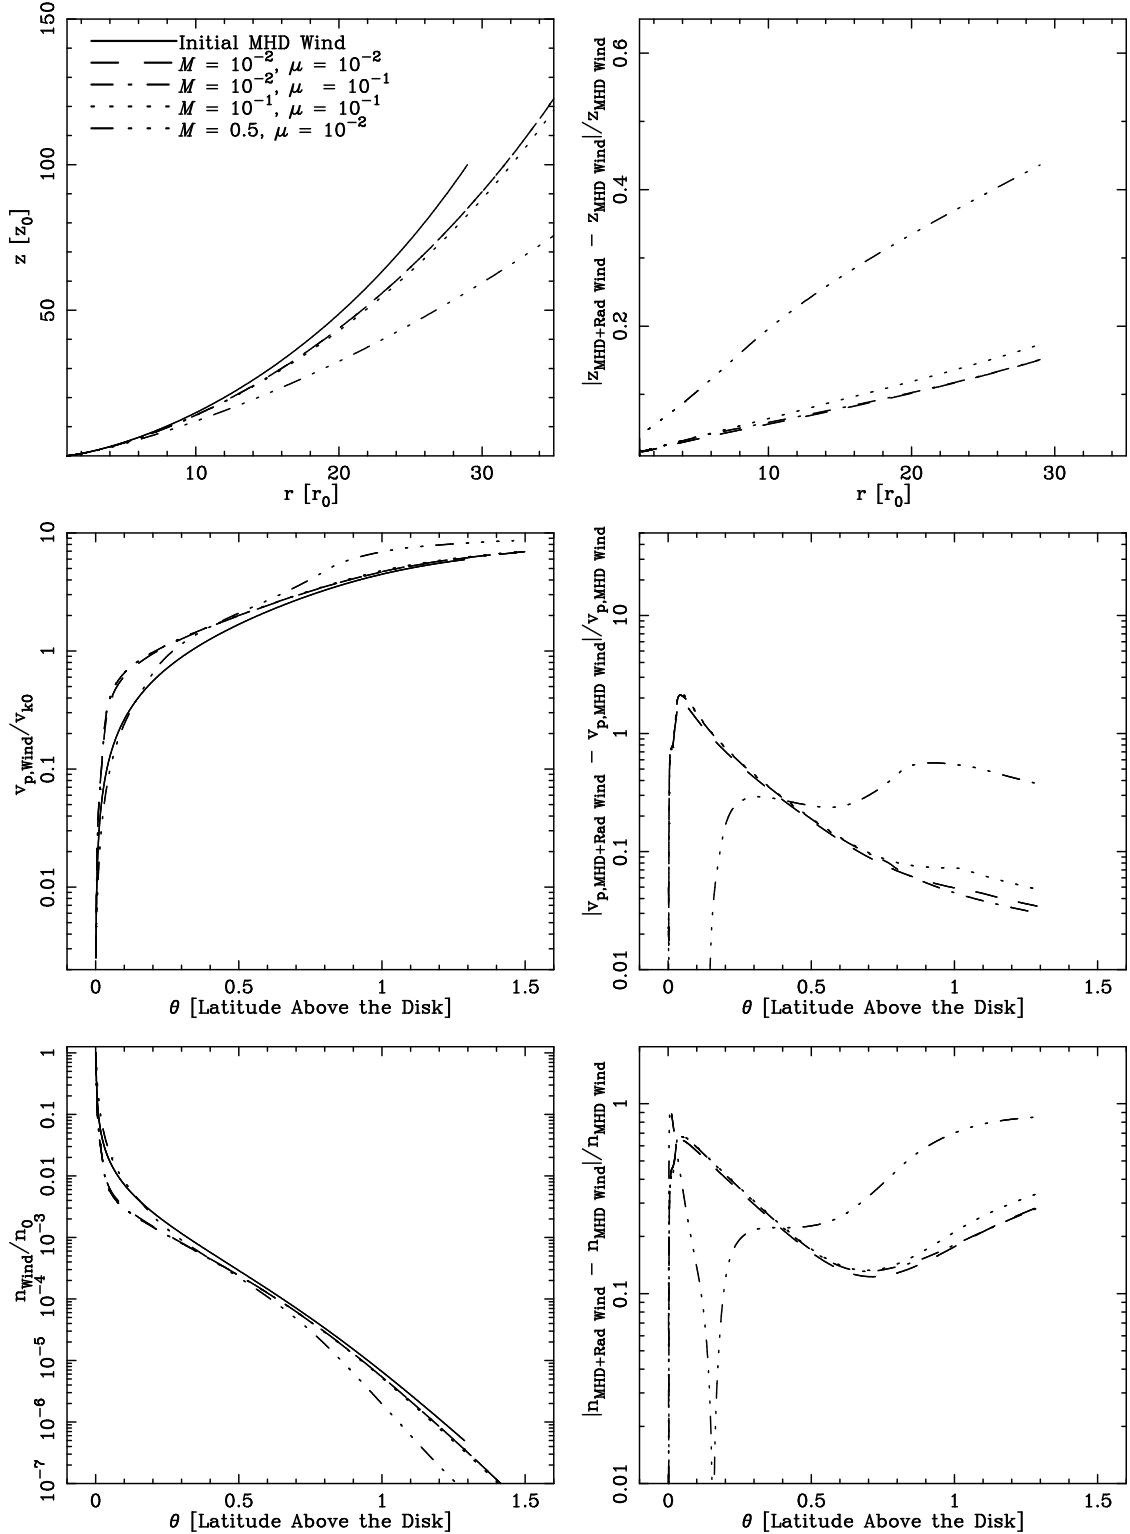 150
100
50
z [z₀]
Initial MHD Wind
M = 10⁻², μ = 10⁻²
M = 10⁻², μ = 10⁻¹
M = 10⁻¹, μ = 10⁻¹
M = 0.5, μ = 10⁻²
10 20 30
r [r₀]
|z_MHD+Rad Wind − z_MHD Wind|/z_MHD Wind
0.6
0.4
0.2
10 20 30
r [r₀]
v_p,Wind/v_k0
10
1
0.1
0.01
0 0.5 1 1.5
θ [Latitude Above the Disk]
|v_p,MHD+Rad Wind − v_p,MHD Wind|/v_p,MHD Wind
10
1
0.1
0.01
0 0.5 1 1.5
θ [Latitude Above the Disk]
n_Wind/n₀
1
0.1
0.01
10⁻³
10⁻⁴
10⁻⁵
10⁻⁶
10⁻⁷
0 0.5 1 1.5
θ [Latitude Above the Disk]
|n_MHD+Rad Wind − n_MHD Wind|/n_MHD Wind
1
0.1
0.01
0 0.5 1 1.5
θ [Latitude Above the Disk]